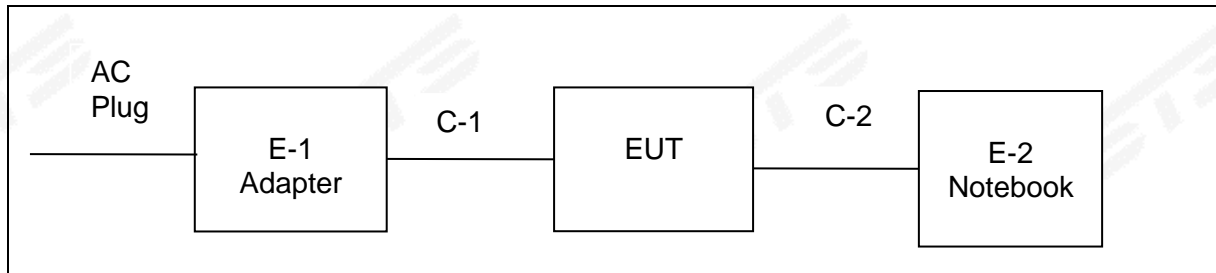 AC
Plug
E-1
Adapter
C-1
EUT
C-2
E-2
Notebook